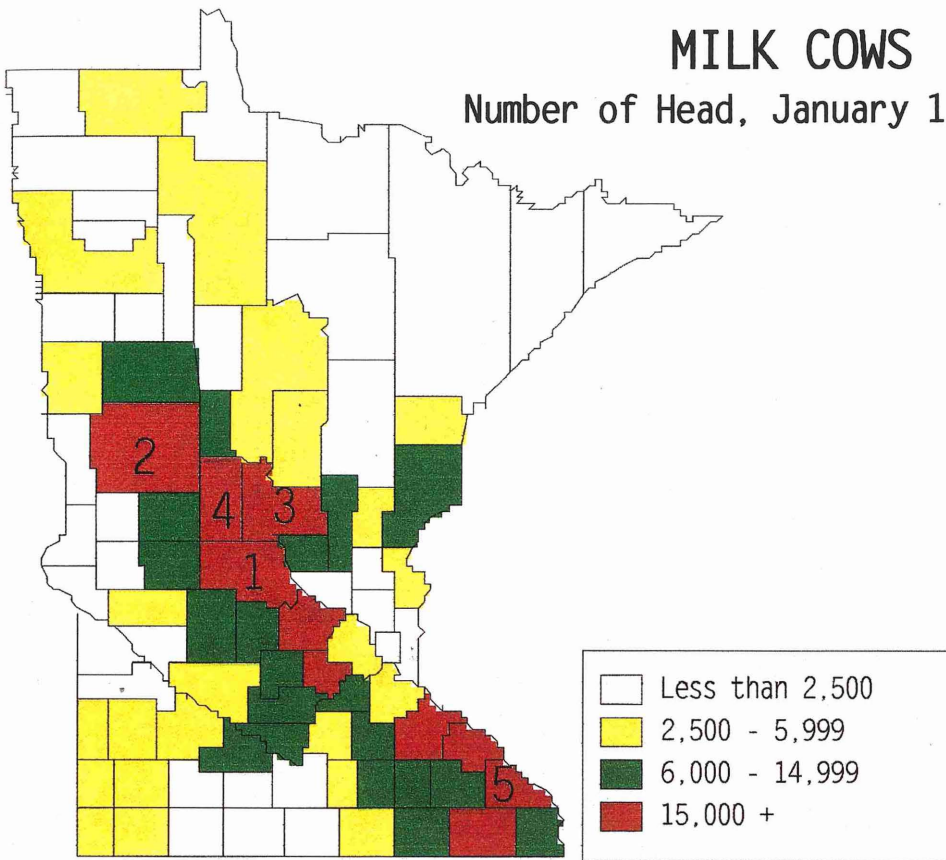 MILK COWS
Number of Head, January 1
2
4
3
1
5
Less than 2,500
2,500 - 5,999
6,000 - 14,999
15,000 +